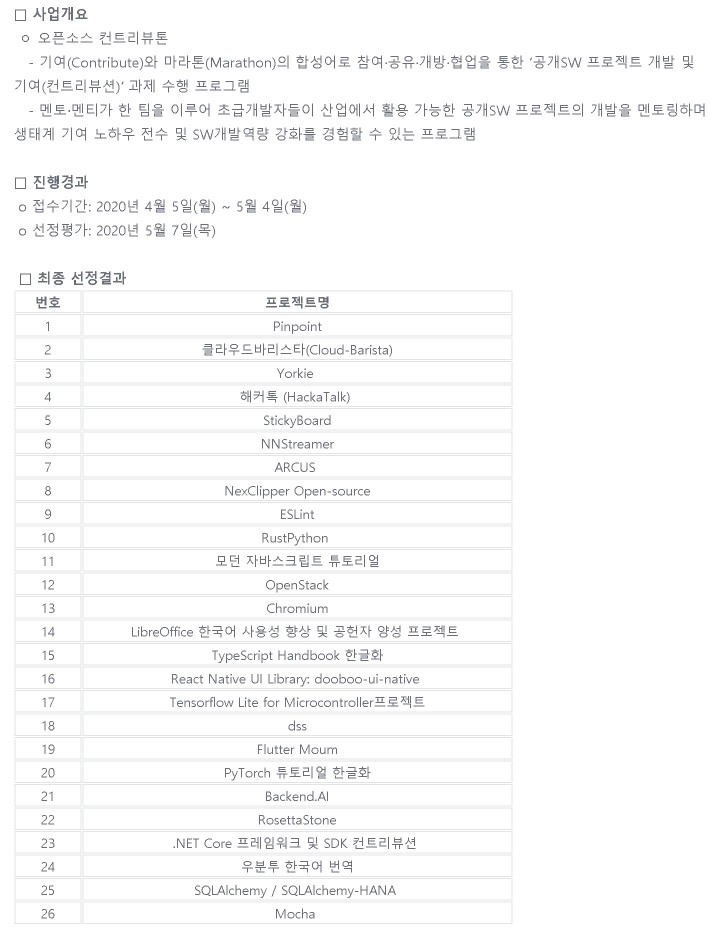 □ 사업개요
○ 오픈소스 컨트리뷰톤
- 기여(Contribute)와 마라톤(Marathon)의 합성어로 참여·공유·개방·협업을 통한 ‘공개SW 프로젝트 개발 및
기여(컨트리뷰션)’ 과제 수행 프로그램
- 멘토·멘티가 한 팀을 이루어 초급개발자들이 산업에서 활용 가능한 공개SW 프로젝트의 개발을 멘토링하며
생태계 기여 노하우 전수 및 SW개발역량 강화를 경험할 수 있는 프로그램
□ 진행경과
○ 접수기간: 2020년 4월 5일(월) ~ 5월 4일(월)
○ 선정평가: 2020년 5월 7일(목)
□ 최종 선정결과
번호 프로젝트명
1 Pinpoint
2 클라우드바리스타(Cloud-Barista)
3 Yorkie
4 해커톡 (HackaTalk)
5 StickyBoard
6 NNStreamer
7 ARCUS
8 NexClipper Open-source
9 ESLint
10 RustPython
11 모던 자바스크립트 튜토리얼
12 OpenStack
13 Chromium
14 LibreOffice 한국어 사용성 향상 및 공헌자 양성 프로젝트
15 TypeScript Handbook 한글화
16 React Native UI Library: dooboo-ui-native
17 Tensorflow Lite for Microcontroller프로젝트
18 dss
19 Flutter Moum
20 PyTorch 튜토리얼 한글화
21 Backend.AI
22 RosettaStone
23 .NET Core 프레임워크 및 SDK 컨트리뷰션
24 우분투 한국어 번역
25 SQLAlchemy / SQLAlchemy-HANA
26 Mocha